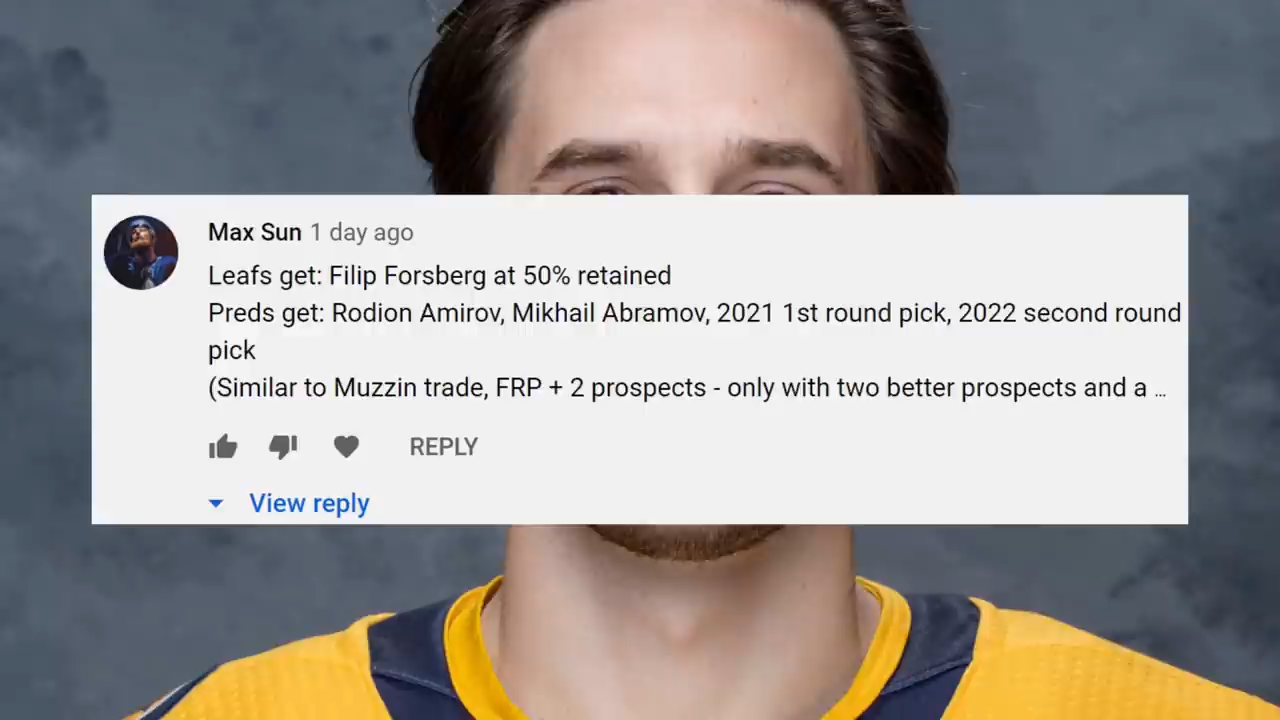 Max Sun 1 day ago
Leafs get: Filip Forsberg at 50% retained
Preds get: Rodion Amirov, Mikhail Abramov, 2021 1st round pick, 2022 second round
pick
(Similar to Muzzin trade, FRP + 2 prospects - only with two better prospects and a ...
REPLY
View reply